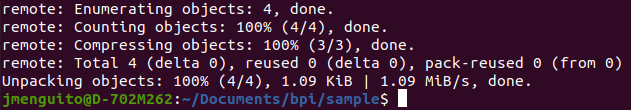 remote: Enumerating objects: 4, done.
remote: Counting objects: 100% (4/4), done.
remote: Compressing objects: 100% (3/3), done.
remote: Total 4 (delta 0), reused 0 (delta 0), pack-reused 0 (from 0)
Unpacking objects: 100% (4/4), 1.09 KiB | 1.09 MiB/s, done.
jmenguito@D-702M262:~/Documents/bpi/sample$